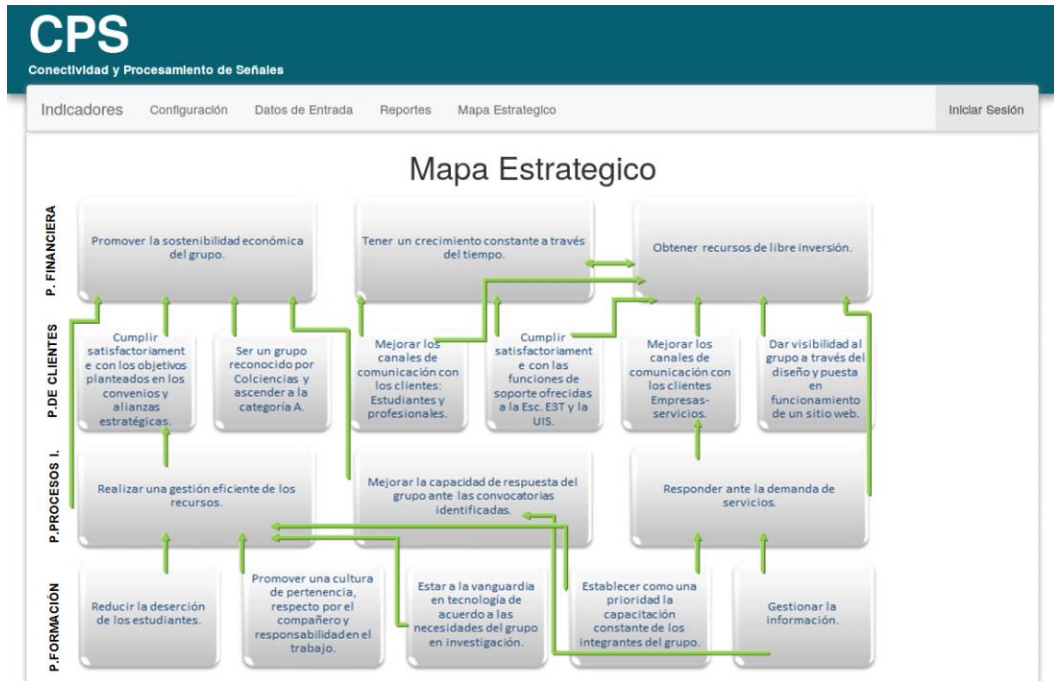 CPS
Conectividad y Procesamiento de Señales
Indicadores
Configuración
Datos de Entrada
Reportes
Mapa Estrategico
Iniciar Sesión
Mapa Estrategico
P. FINANCIERA
Promover la sostenibilidad económica
del grupo.
Tener un crecimiento constante a través
del tiempo.
Obtener recursos de libre inversión.
P.DE CLIENTES
Cumplir
satisfactoriament
e con los objetivos
planteados en los
convenios y
alianzas
estratégicas.
Ser un grupo
reconocido por
Colciencias y
ascender a la
categoría A.
Mejorar los
canales de
comunicación con
los clientes:
Estudiantes y
profesionales.
Cumplir
satisfactoriament
e con las
funciones de
soporte ofrecidas
a la Esc. E3T y la
UIS.
Mejorar los
canales de
comunicación con
los clientes
Empresas-
servicios.
Dar visibilidad al
grupo a través del
diseño y puesta
en
funcionamiento
de un sitio web.
P.PROCESOS I.
Realizar una gestión eficiente de los
recursos.
Mejorar la capacidad de respuesta del
grupo ante las convocatorias
identificadas.
Responder ante la demanda de
servicios.
P.FORMACIÓN
Reducir la deserción
de los estudiantes.
Promover una cultura
de pertenencia,
respecto por el
compañero y
responsabilidad en el
trabajo.
Estar a la vanguardia
en tecnología de
acuerdo a las
necesidades del grupo
en investigación.
Establecer como una
prioridad la
capacitación
constante de los
integrantes del grupo.
Gestionar la
información.